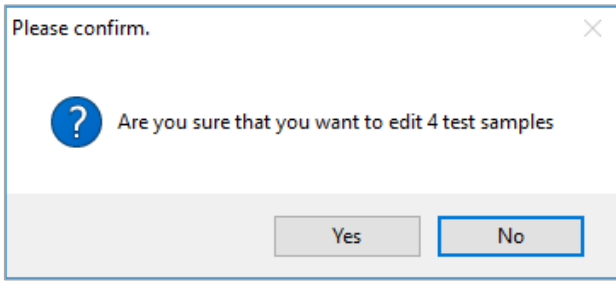 Please confirm.
Are you sure that you want to edit 4 test samples
Yes
No